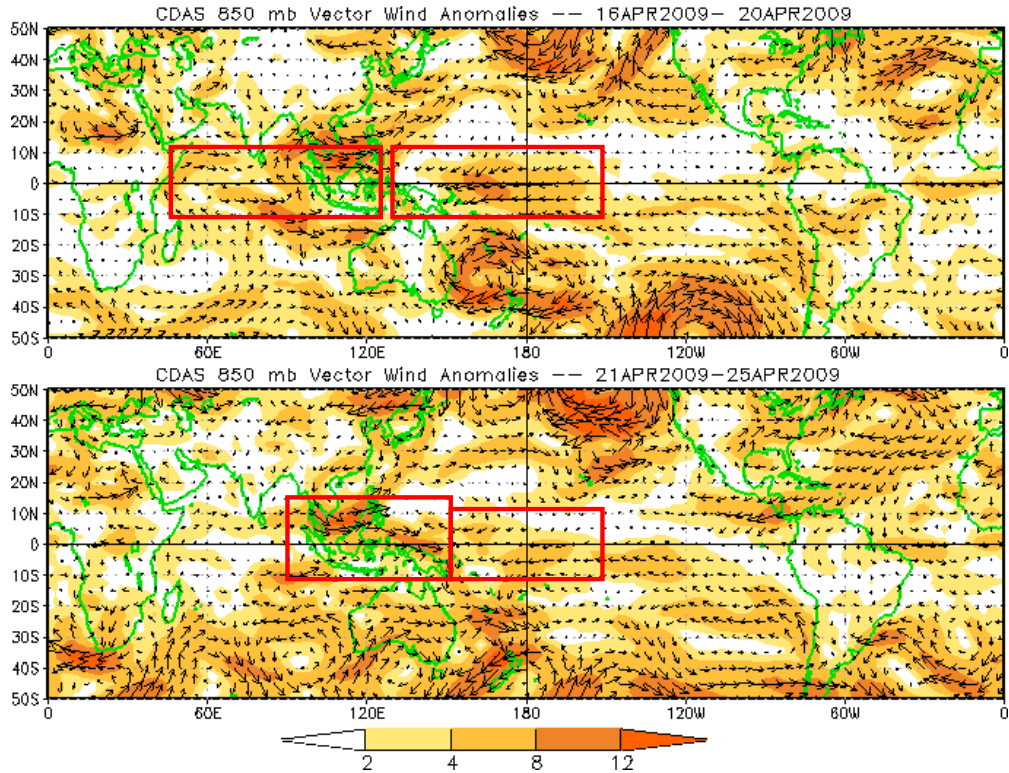 CDAS 850 mb Vector Wind Anomalies -- 16APR2009- 20APR2009
50N
40N
30N
20N
10N
0
10S
20S
30S
40S
50S
0 60E 120E 180 120W 60W 0
CDAS 850 mb Vector Wind Anomalies -- 21APR2009-25APR2009
50N
40N
30N
20N
10N
0
10S
20S
30S
40S
50S
0 60E 120E 180 120W 60W 0
2 4 8 12